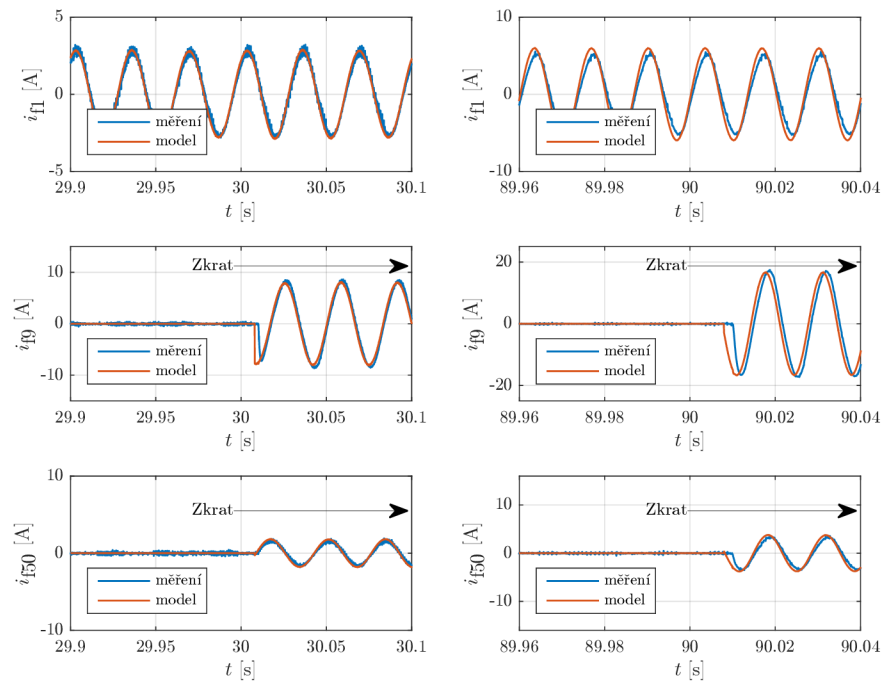 5
0
-5
i_f1 [A]
měření
model
29.9 29.95 30 30.05 30.1
t [s]
10
0
-10
i_f1 [A]
měření
model
89.96 89.98 90 90.02 90.04
t [s]
10
0
-10
i_f9 [A]
Zkrat
měrení
model
29.9 29.95 30 30.05 30.1
t [s]
20
0
-20
i_f9 [A]
Zkrat
měření
model
89.96 89.98 90 90.02 90.04
t [s]
10
0
-10
i_f50 [A]
Zkrat
měření
model
29.9 29.95 30 30.05 30.1
t [s]
10
0
-10
i_f50 [A]
Zkrat
měření
model
89.96 89.98 90 90.02 90.04
t [s]